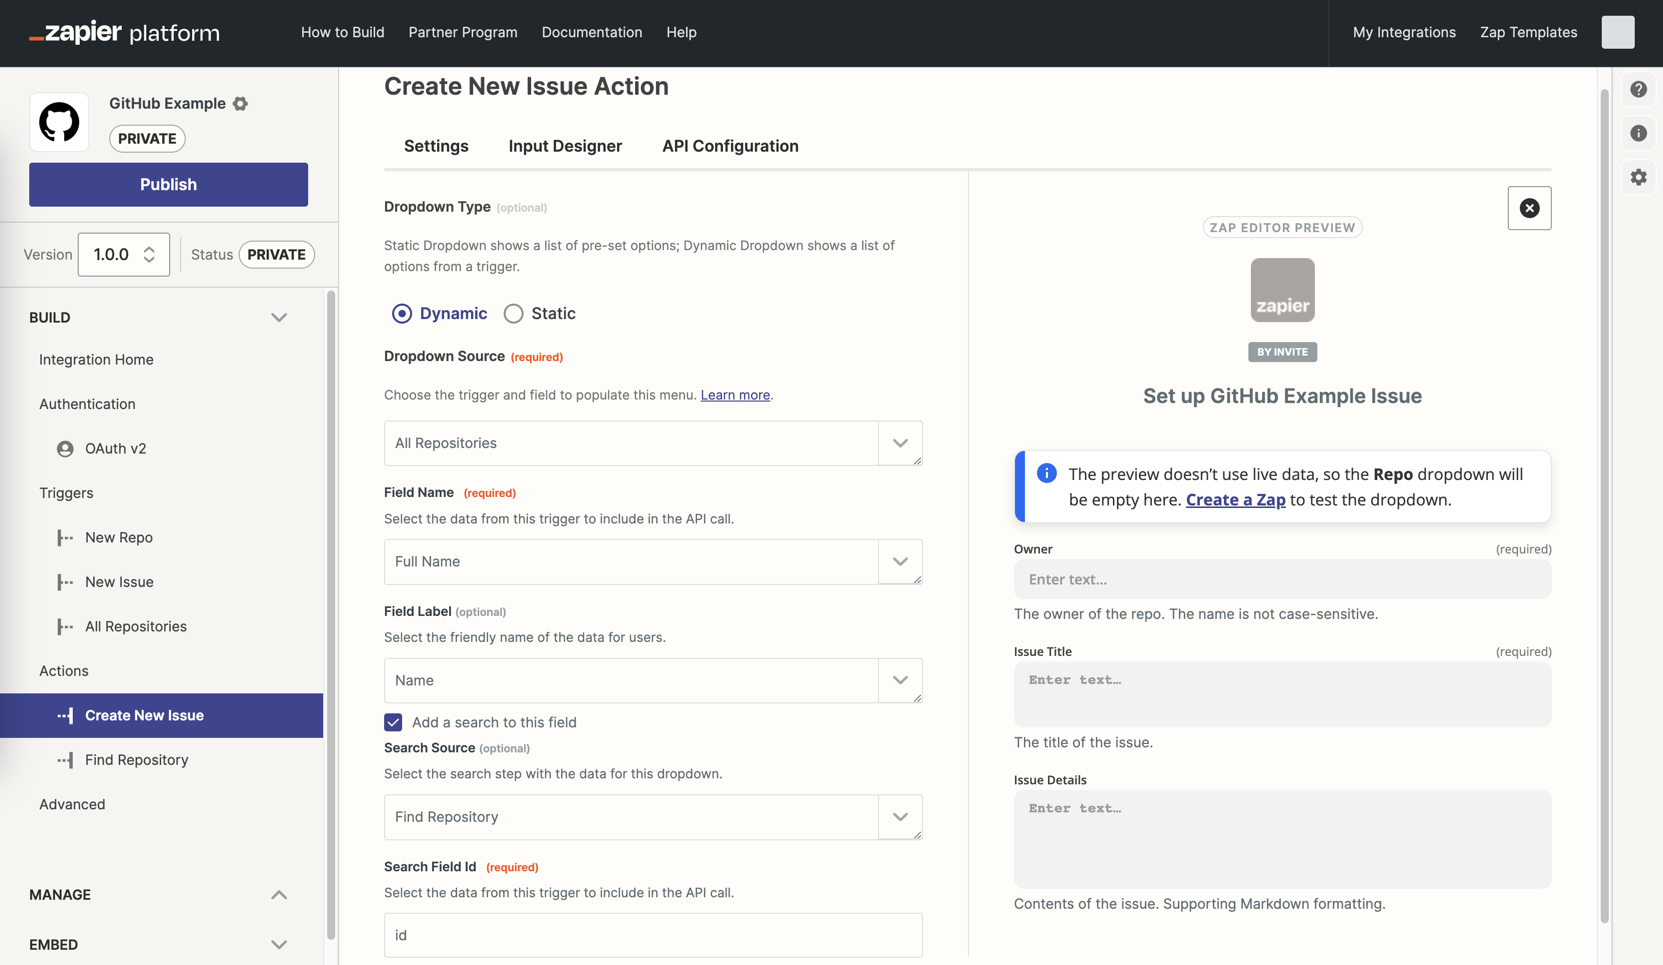 zapier platform
How to Build
Partner Program
Documentation
Help
My Integrations
Zap Templates
GitHub Example
PRIVATE
Publish
Version
1.0.0
Status
PRIVATE
BUILD
Integration Home
Authentication
OAuth v2
Triggers
New Repo
New Issue
All Repositories
Actions
Create New Issue
Find Repository
Advanced
MANAGE
EMBED
Create New Issue Action
Settings
Input Designer
API Configuration
Dropdown Type (optional)
Static Dropdown shows a list of pre-set options; Dynamic Dropdown shows a list of
options from a trigger.
Dynamic
Static
Dropdown Source (required)
Choose the trigger and field to populate this menu. Learn more.
All Repositories
Field Name (required)
Select the data from this trigger to include in the API call.
Full Name
Field Label (optional)
Select the friendly name of the data for users.
Name
Add a search to this field
Search Source (optional)
Select the search step with the data for this dropdown.
Find Repository
Search Field Id (required)
Select the data from this trigger to include in the API call.
id
ZAP EDITOR PREVIEW
zapier
BY INVITE
Set up GitHub Example Issue
The preview doesn’t use live data, so the Repo dropdown will
be empty here. Create a Zap to test the dropdown.
Owner
(required)
Enter text...
The owner of the repo. The name is not case-sensitive.
Issue Title
(required)
Enter text…
The title of the issue.
Issue Details
Enter text…
Contents of the issue. Supporting Markdown formatting.